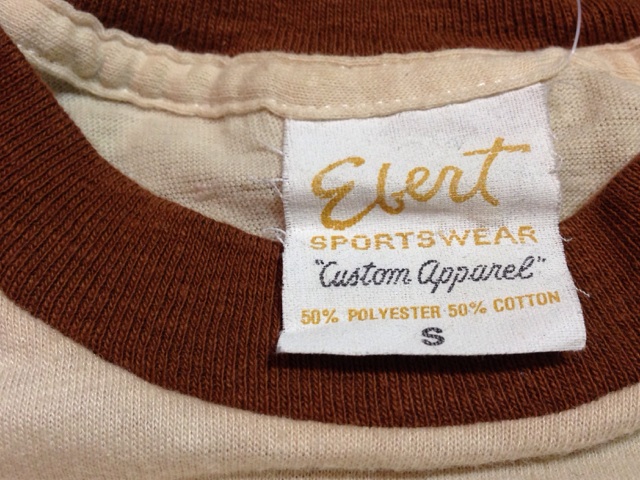 Ebert
SPORTSWEAR
"Custom Apparel"
50% POLYESTER 50% COTTON
S